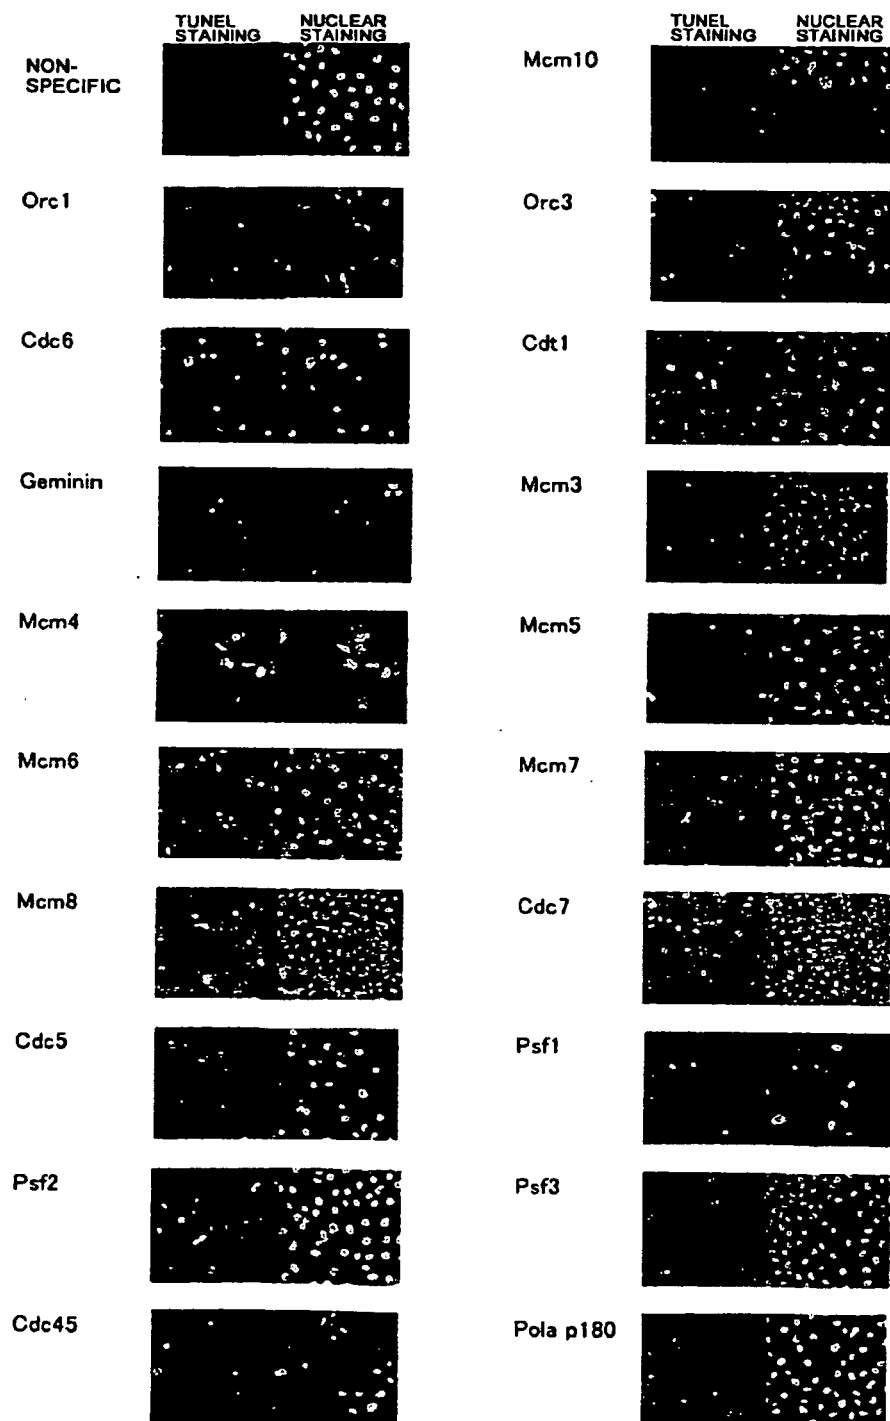 TUNEL STAINING
NUCLEAR STAINING
TUNEL STAINING
NUCLEAR STAINING
NON-
SPECIFIC
Mcm10
Orc1
Orc3
Cdc6
Cdt1
Geminin
Mcm3
Mcm4
Mcm5
Mcm6
Mcm7
Mcm8
Cdc7
Cdc5
Psf1
Psf2
Psf3
Cdc45
Pola p180